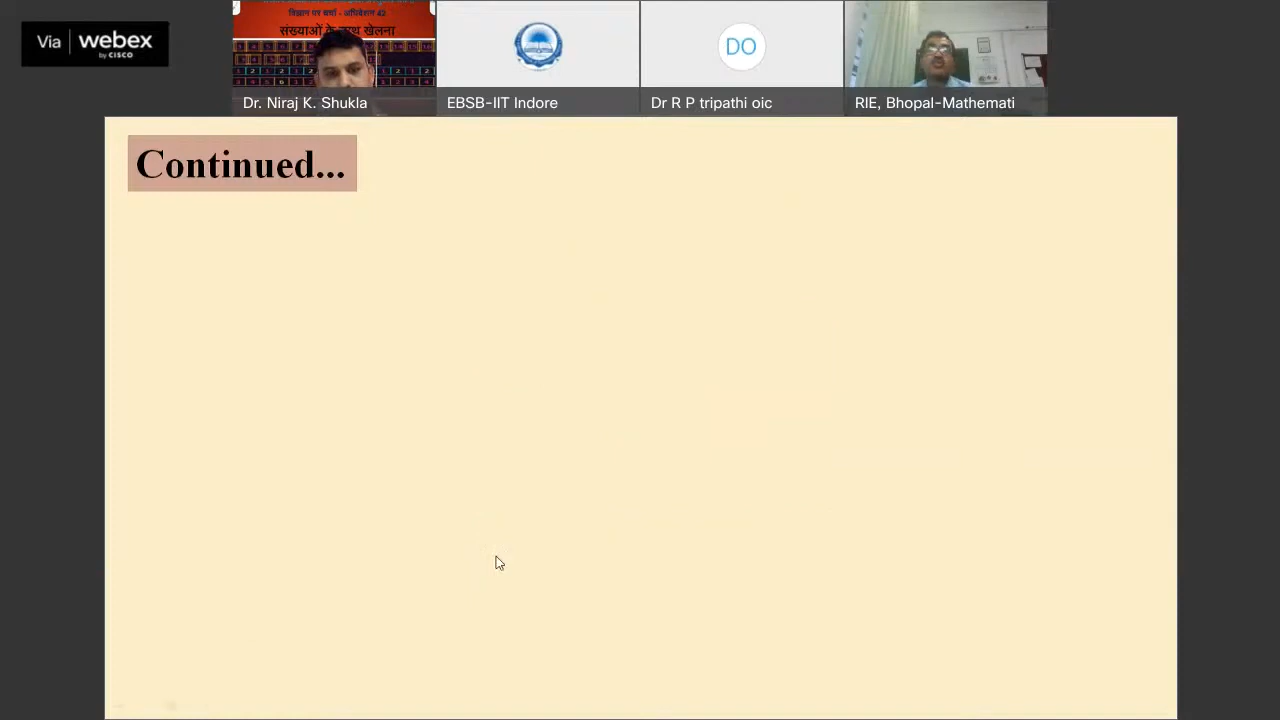 Via webex
by CISCO
विज्ञान पर चर्चा - अधिवेशन 42
संख्याओं के साथ खेलना
Dr. Niraj K. Shukla
EBSB-IIT Indore
DO
Dr R P tripathi oic
RIE, Bhopal-Mathemati
Continued...